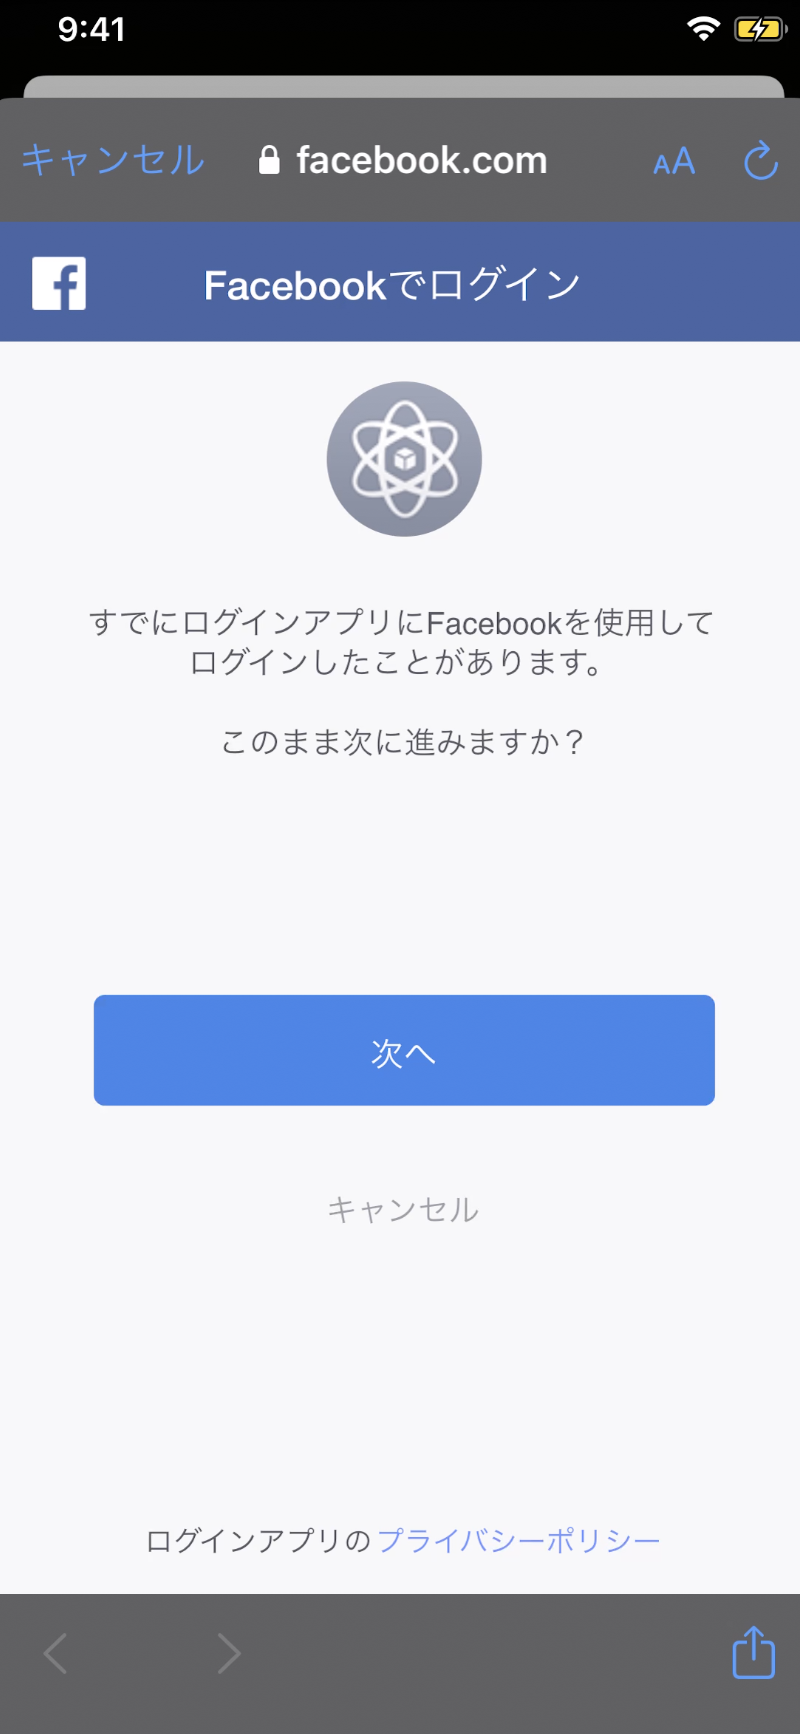 9:41
キャンセル facebook.com AA
Facebookでログイン
すでにログインアプリにFacebookを使用して
ログインしたことがあります。
このまま次に進みますか？
次へ
キャンセル
ログインアプリのプライバシーポリシー